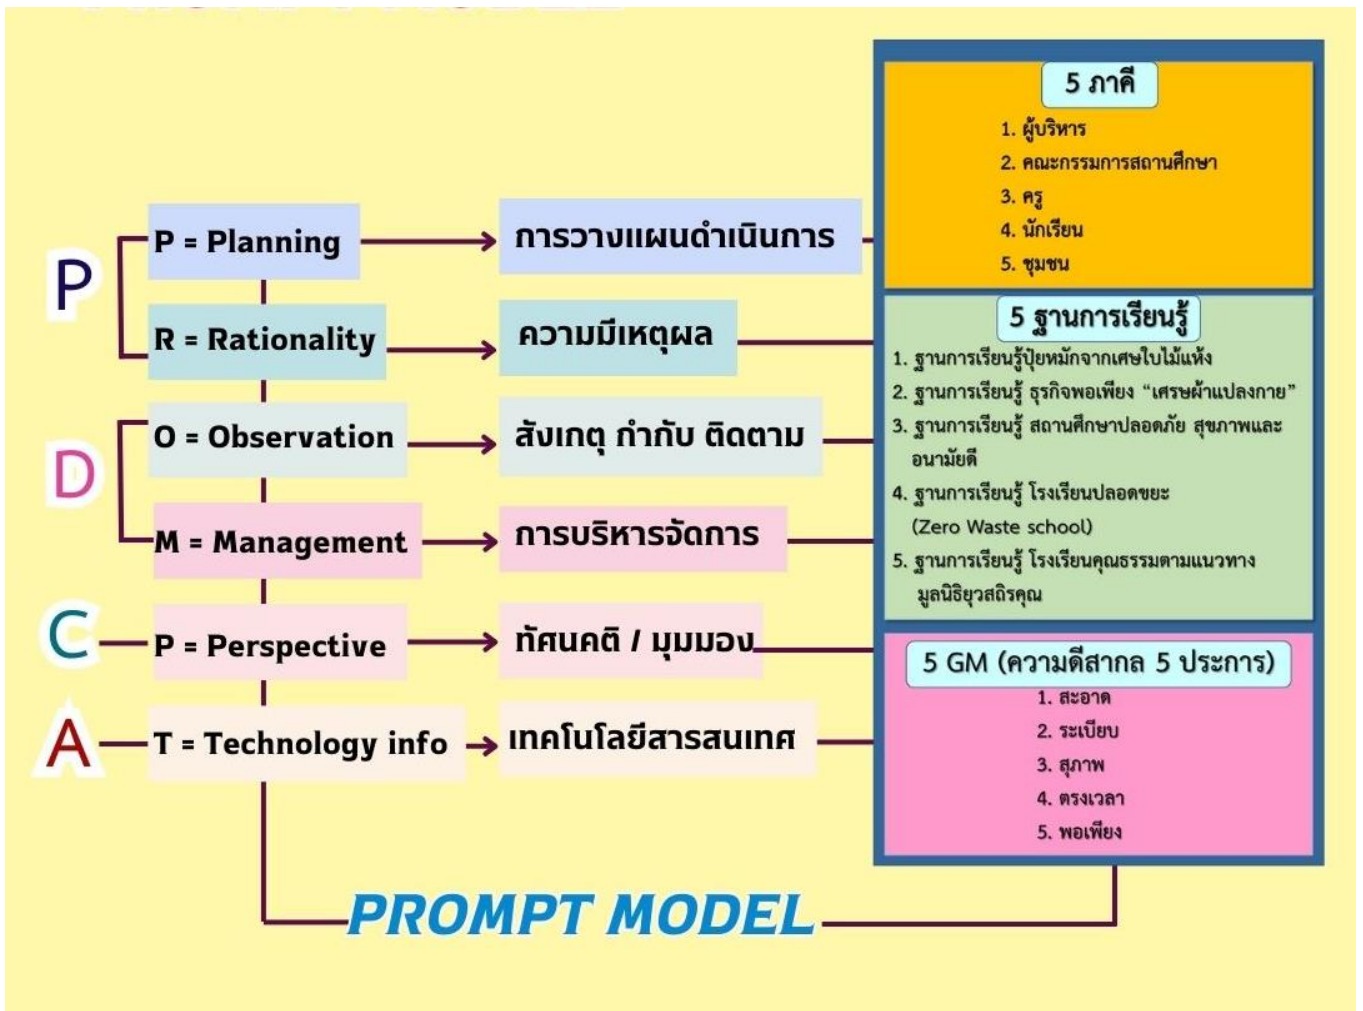 P
P = Planning
การวางแผนดำเนินการ
R = Rationality
ความมีเหตุผล
D
O = Observation
สังเกตุ กำกับ ติดตาม
M = Management
การบริหารจัดการ
C
P = Perspective
ทัศนคติ / มุมมอง
A
T = Technology info
เทคโนโลยีสารสนเทศ
5 ภาคี
1. ผู้บริหาร
2. คณะกรรมการสถานศึกษา
3. ครู
4. นักเรียน
5. ชุมชน
5 ฐานการเรียนรู้
1. ฐานการเรียนรู้ปุ๋ยหมักจากเศษใบไม้แห้ง
2. ฐานการเรียนรู้ ธุรกิจพอเพียง “เศรษผ้าแปลงกาย”
3. ฐานการเรียนรู้ สถานศึกษาปลอดภัย สุขภาพและ
อนามัยดี
4. ฐานการเรียนรู้ โรงเรียนปลอดขยะ
(Zero Waste school)
5. ฐานการเรียนรู้ โรงเรียนคุณธรรมตามแนวทาง
มูลนิธิยุวสถิรคุณ
5 GM (ความดีสากล 5 ประการ)
1. สะอาด
2. ระเบียบ
3. สุภาพ
4. ตรงเวลา
5. พอเพียง
PROMPT MODEL